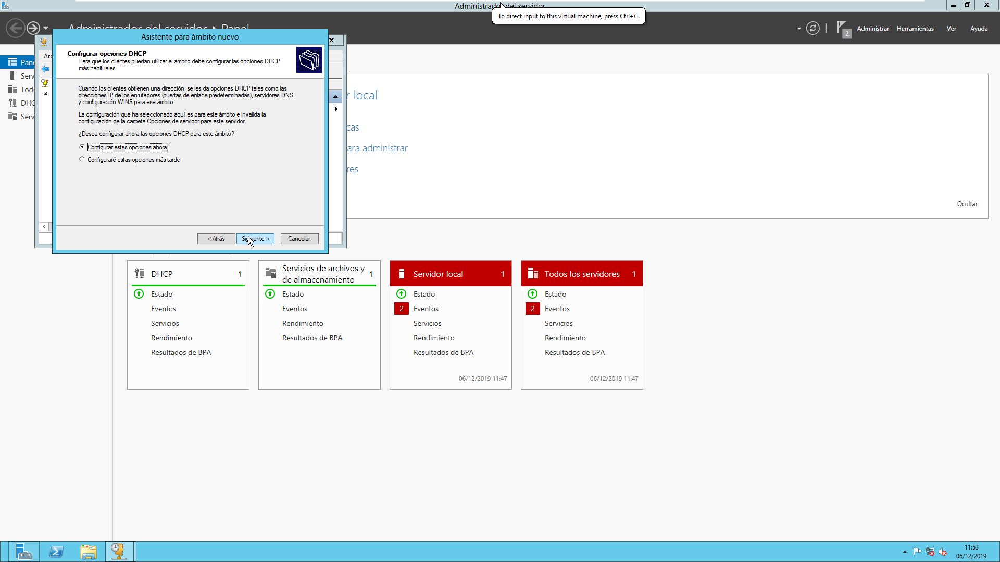 Administrador del servidor
To direct input to this virtual machine, press Ctrl+G.
Administrador del servidor ▸ Panel
2
Administrar
Herramientas
Ver
Ayuda
Asistente para ámbito nuevo
Configurar opciones DHCP
Para que los clientes puedan utilizar el ámbito debe configurar las opciones DHCP
más habituales.
Cuando los clientes obtienen una dirección, se les da opciones DHCP tales como las
direcciones IP de los enrutadores (puertas de enlace predeterminadas), servidores DNS
y configuración WINS para ese ámbito.
La configuración que ha seleccionado aquí es para este ámbito e invalida la
configuración de la carpeta Opciones de servidor para este servidor.
¿Desea configurar ahora las opciones DHCP para este ámbito?
Configurar estas opciones ahora
Configuraré estas opciones más tarde
< Atrás
Siguiente >
Cancelar
Arc
Pane
Serv
Todo
DHC
Serv
r local
cas
ara administrar
res
Ocultar
DHCP 1
Estado
Eventos
Servicios
Rendimiento
Resultados de BPA
Servicios de archivos y
de almacenamiento 1
Estado
Eventos
Rendimiento
Resultados de BPA
Servidor local 1
Estado
2 Eventos
Servicios
Rendimiento
Resultados de BPA
06/12/2019 11:47
Todos los servidores 1
Estado
2 Eventos
Servicios
Rendimiento
Resultados de BPA
06/12/2019 11:47
11:53
06/12/2019